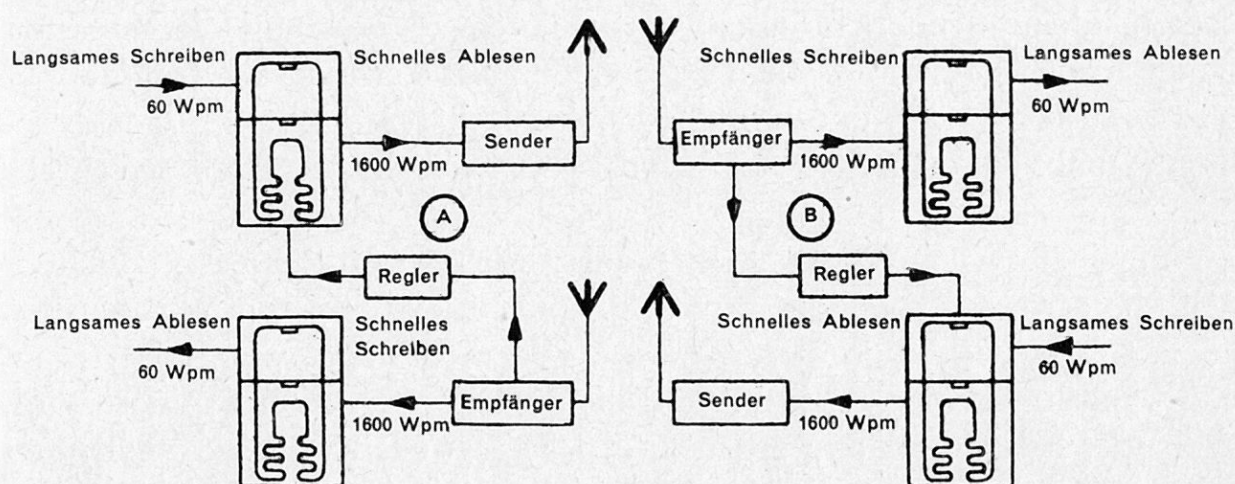 Langsames Schreiben
60 Wpm
Schnelles Ablesen
1600 Wpm
Sender
A
Regler
Langsames Ablesen
60 Wpm
Schnelles
Schreiben
1600 Wpm
Empfänger
Schnelles Schreiben
Empfänger
1600 Wpm
Langsames Ablesen
60 Wpm
B
Regler
Schnelles Ablesen
Langsames Schreiben
60 Wpm
Sender
1600 Wpm